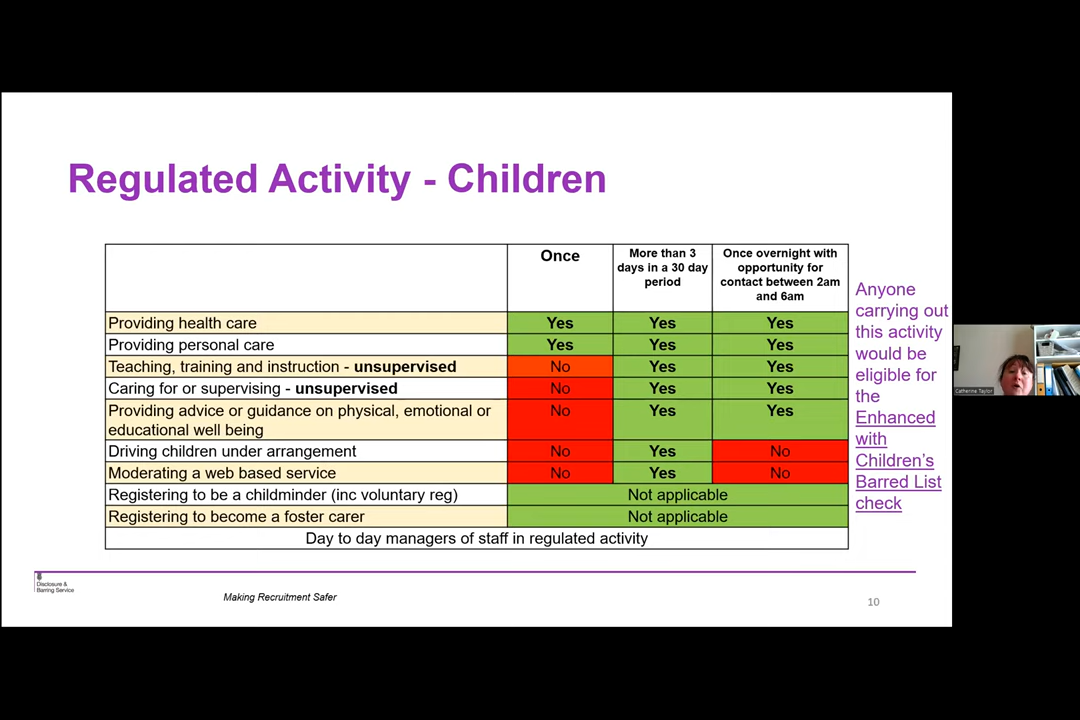 Regulated Activity - Children
Once
More than 3
days in a 30 day
period
Once overnight with
opportunity for
contact between 2am
and 6am
Providing health care Yes Yes Yes
Providing personal care Yes Yes Yes
Teaching, training and instruction - unsupervised No Yes Yes
Caring for or supervising - unsupervised No Yes Yes
Providing advice or guidance on physical, emotional or No Yes Yes
educational well being
Driving children under arrangement No Yes No
Moderating a web based service No Yes No
Registering to be a childminder (inc voluntary reg) Not applicable
Registering to become a foster carer Not applicable
Day to day managers of staff in regulated activity
Anyone
carrying out
this activity
would be
eligible for
the
Enhanced
with
Children's
Barred List
check
Catherine Taylor
Disclosure &
Barring Service
Making Recruitment Safer
10